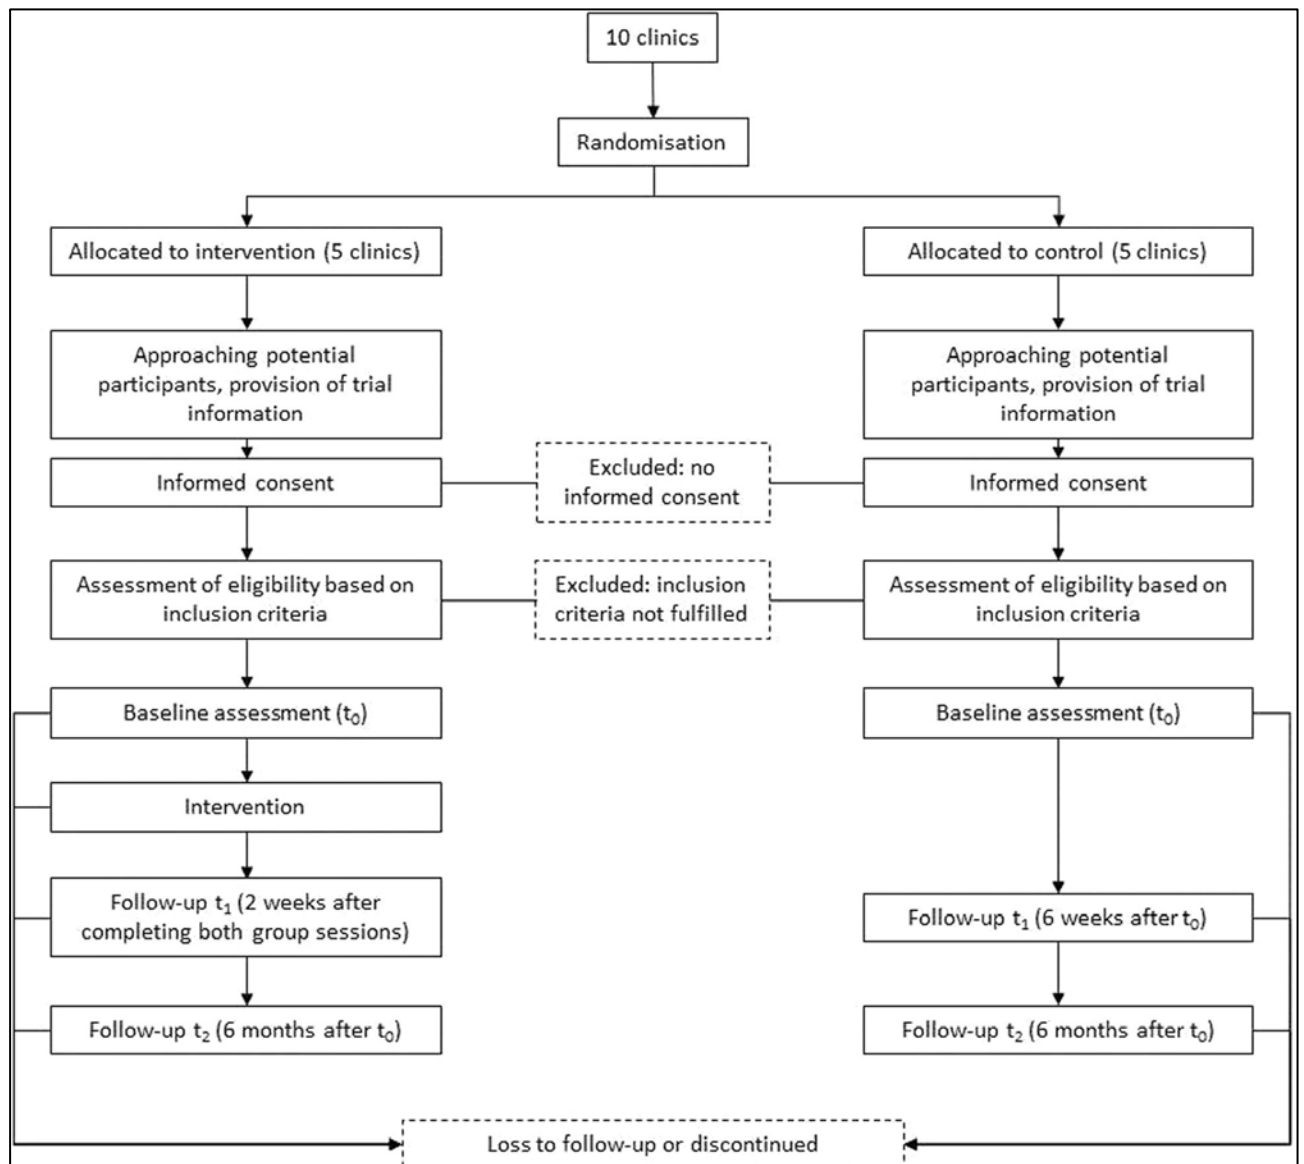 10 clinics
Randomisation
Allocated to intervention (5 clinics)
Allocated to control (5 clinics)
Approaching potential
participants, provision of trial
information
Approaching potential
participants, provision of trial
information
Informed consent
Excluded: no
informed consent
Informed consent
Assessment of eligibility based on
inclusion criteria
Excluded: inclusion
criteria not fulfilled
Assessment of eligibility based on
inclusion criteria
Baseline assessment (t₀)
Baseline assessment (t₀)
Intervention
Follow-up t₁ (2 weeks after
completing both group sessions)
Follow-up t₁ (6 weeks after t₀)
Follow-up t₂ (6 months after t₀)
Follow-up t₂ (6 months after t₀)
Loss to follow-up or discontinued